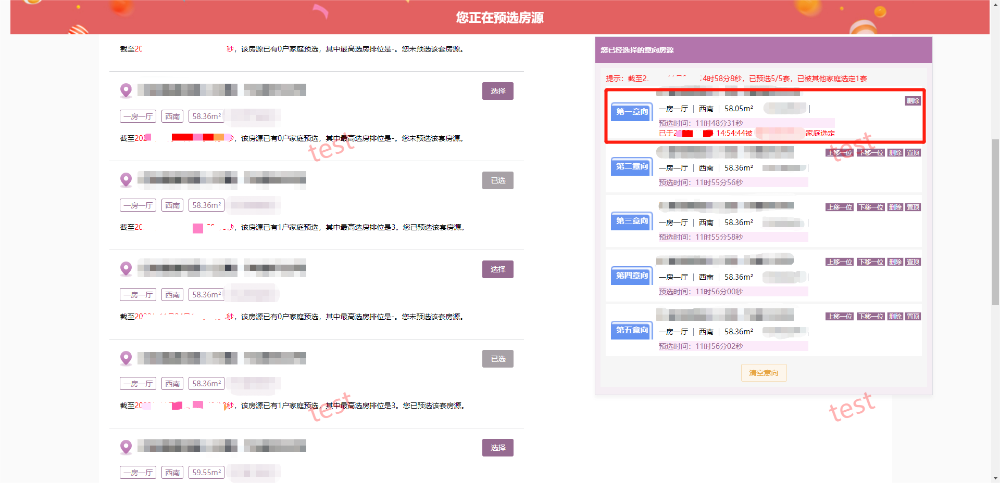 您正在预选房源
截至20 秒，该房源已有0户家庭预选，其中最高选房排位是-。您未预选该套房源。
选择
一房一厅 西南 58.36m²
截至202 秒，该房源已有0户家庭预选，其中最高选房排位是-。您未预选该套房源。
test
已选
一房一厅 西南 58.36m²
截至20 秒，该房源已有1户家庭预选，其中最高选房排位是3。您已预选该套房源。
选择
一房一厅 西南 58.36m²
截至20 秒，该房源已有0户家庭预选，其中最高选房排位是-。您未预选该套房源。
已选
一房一厅 西南 58.36m²
截至20 秒，该房源已有1户家庭预选，其中最高选房排位是3。您已预选该套房源。
test
选择
一房一厅 西南 59.55m²
您已经选择的意向房源
提示：截至2 4时58分8秒，已预选5/5套，已被其他家庭选定1套
删除
第一意向 一房一厅 | 西南 | 58.05m² |
预选时间：11时48分31秒
已于2 14:54:44被 家庭选定
test
上移一位 下移一位 删除 置顶
第二意向 一房一厅 | 西南 | 58.36m² |
预选时间：11时55分56秒
上移一位 下移一位 删除 置顶
第三意向 一房一厅 | 西南 | 58.36m² |
预选时间：11时55分58秒
上移一位 下移一位 删除 置顶
第四意向 一房一厅 | 西南 | 58.36m² |
预选时间：11时56分00秒
上移一位 下移一位 删除 置顶
第五意向 一房一厅 | 西南 | 58.36m²
预选时间：11时56分02秒
清空意向
test